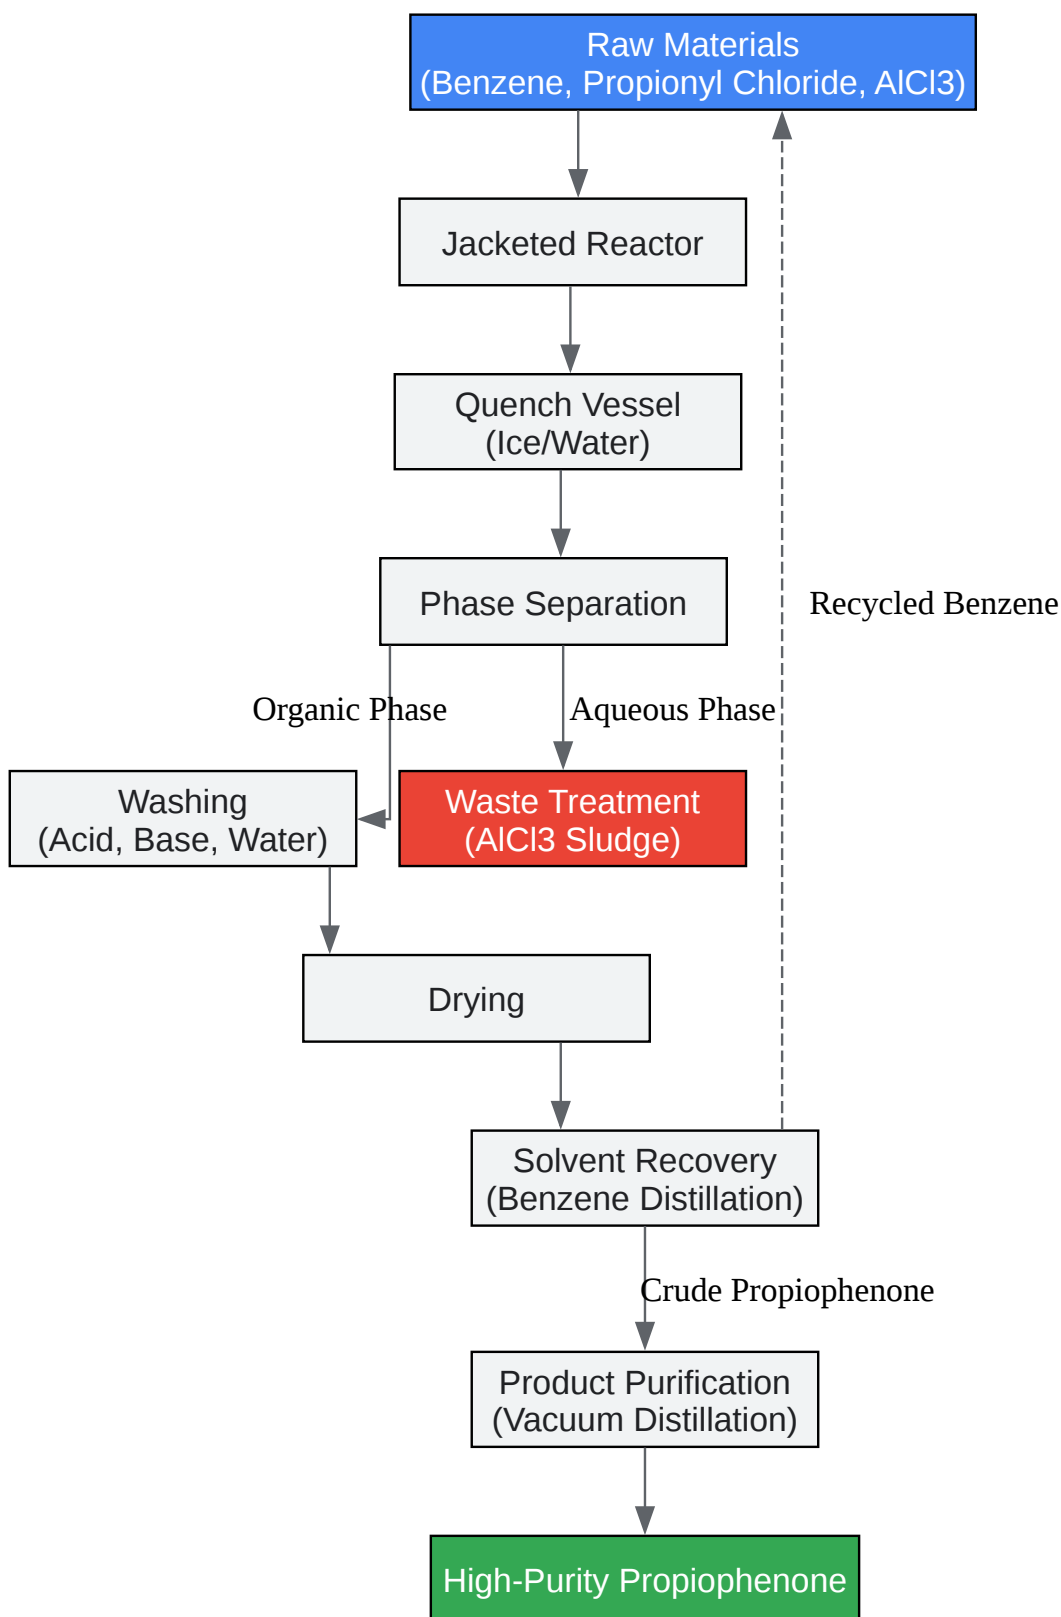 Raw Materials
(Benzene, Propionyl Chloride, AlCl3)
Jacketed Reactor
Quench Vessel
(Ice/Water)
Phase Separation
Recycled Benzene
Organic Phase
Aqueous Phase
Washing
(Acid, Base, Water)
Waste Treatment
(AlCl3 Sludge)
Drying
Solvent Recovery
(Benzene Distillation)
Crude Propiophenone
Product Purification
(Vacuum Distillation)
High-Purity Propiophenone